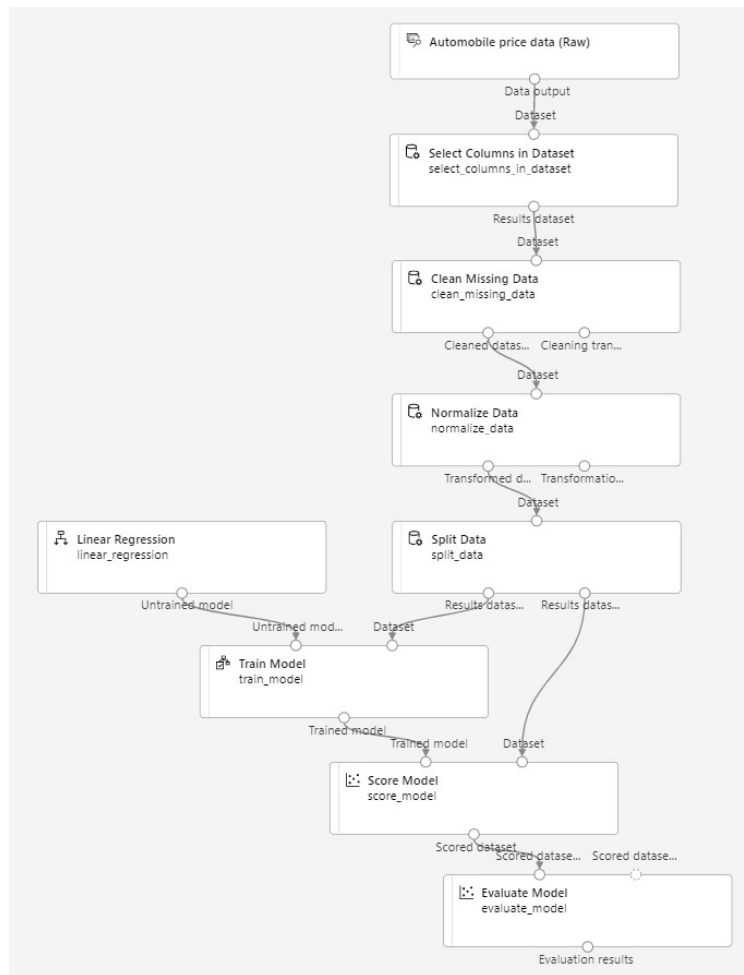 Automobile price data (Raw)
Data output
Dataset
Select Columns in Dataset
select_columns_in_dataset
Results dataset
Dataset
Clean Missing Data
clean_missing_data
Cleaned datas... Cleaning tran...
Dataset
Normalize Data
normalize_data
Transformed d... Transformatio...
Dataset
Linear Regression
linear_regression
Split Data
split_data
Untrained model
Results datas... Results datas...
Untrained mod... Dataset
Train Model
train_model
Trained model
Trained model Dataset
Score Model
score_model
Scored dataset
Scored datase... Scored datase...
Evaluate Model
evaluate_model
Evaluation results